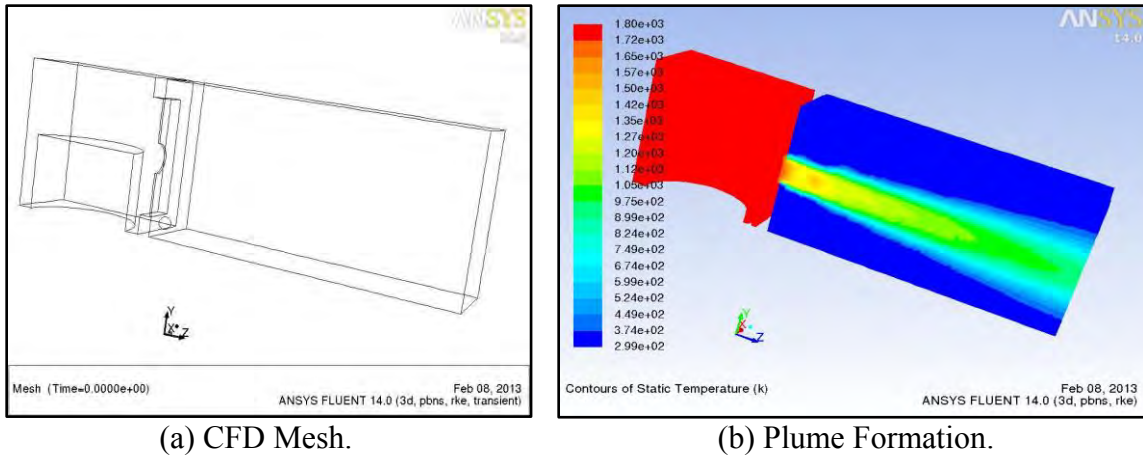 ANSYS
Y
X
Z
Mesh (Time=0.0000e+00)
Feb 08, 2013
ANSYS FLUENT 14.0 (3d, pbns, rke, transient)
(a) CFD Mesh.
ANSYS
14.0
1.80e+03
1.72e+03
1.65e+03
1.57e+03
1.50e+03
1.42e+03
1.35e+03
1.27e+03
1.20e+03
1.12e+03
1.05e+03
9.75e+02
8.99e+02
8.24e+02
7.49e+02
6.74e+02
5.99e+02
5.24e+02
4.49e+02
3.74e+02
2.99e+02
Y
X
Z
Contours of Static Temperature (k)
Feb 08, 2013
ANSYS FLUENT 14.0 (3d, pbns, rke)
(b) Plume Formation.